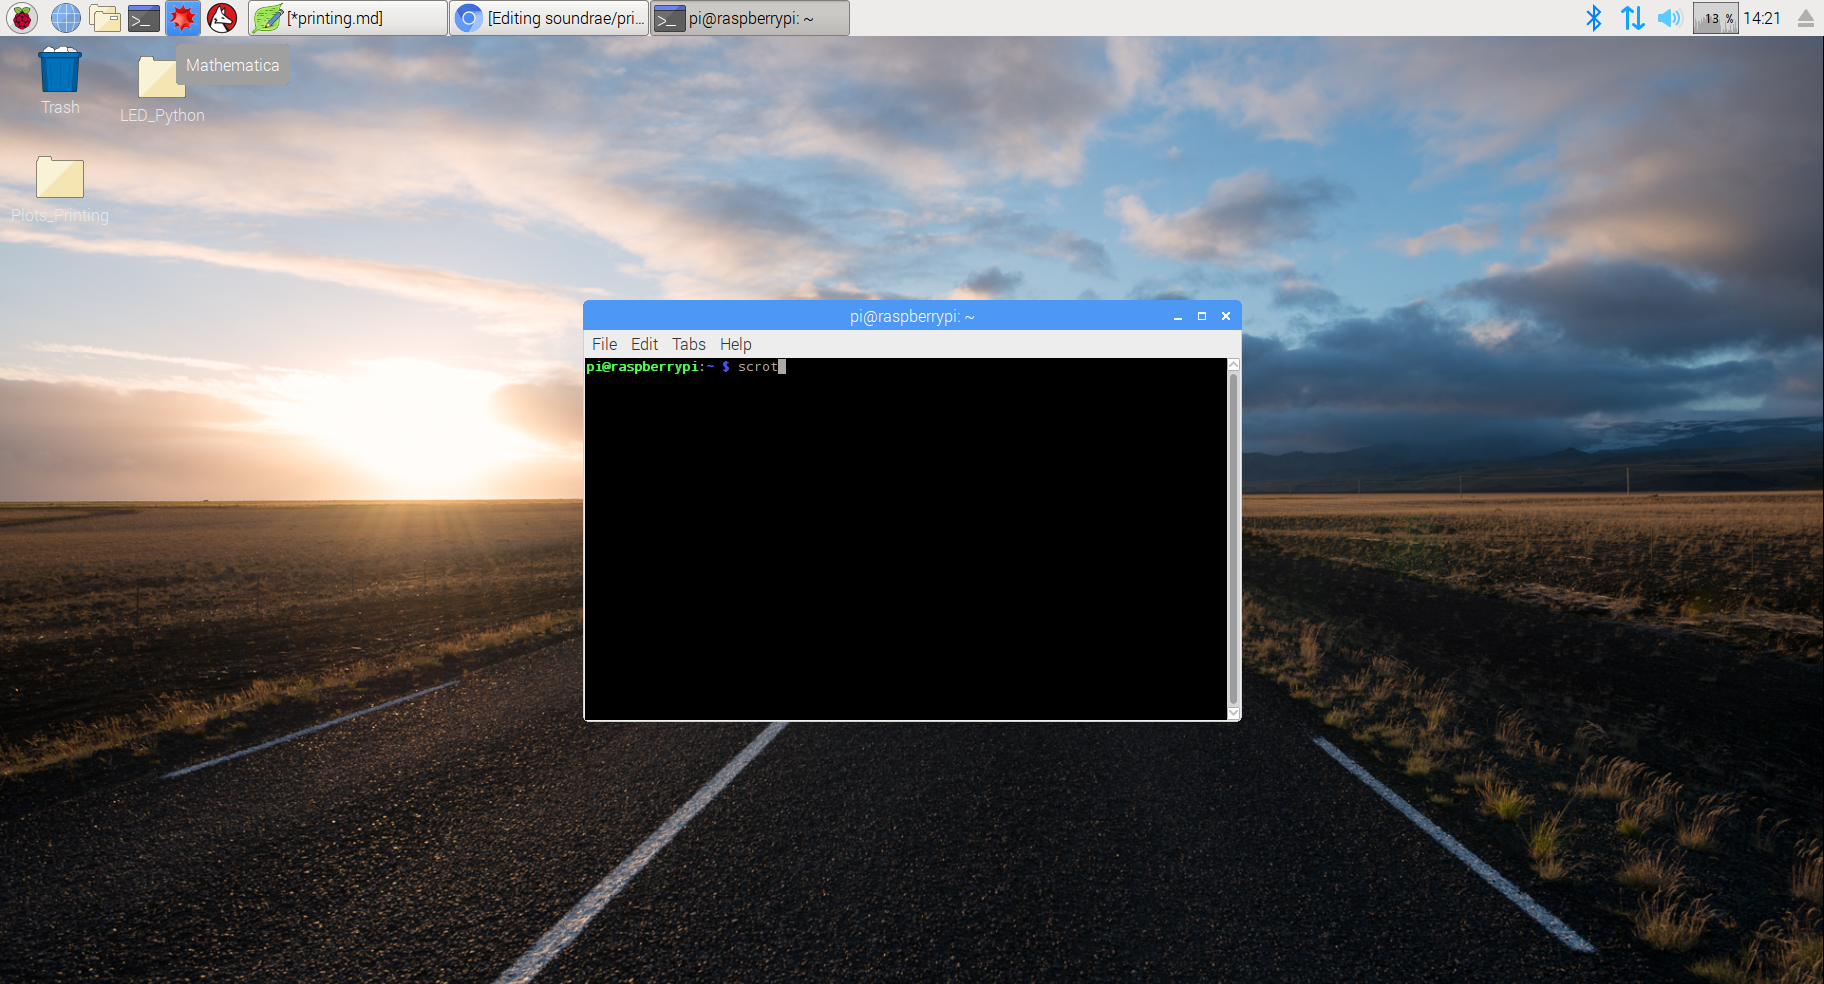 [*printing.md]
[Editing soundrae/pri...
pi@raspberrypi: ~
13 %
14:21
Mathematica
Trash
LED_Python
Plots_Printing
pi@raspberrypi: ~
File Edit Tabs Help
pi@raspberrypi:~ $ scrot